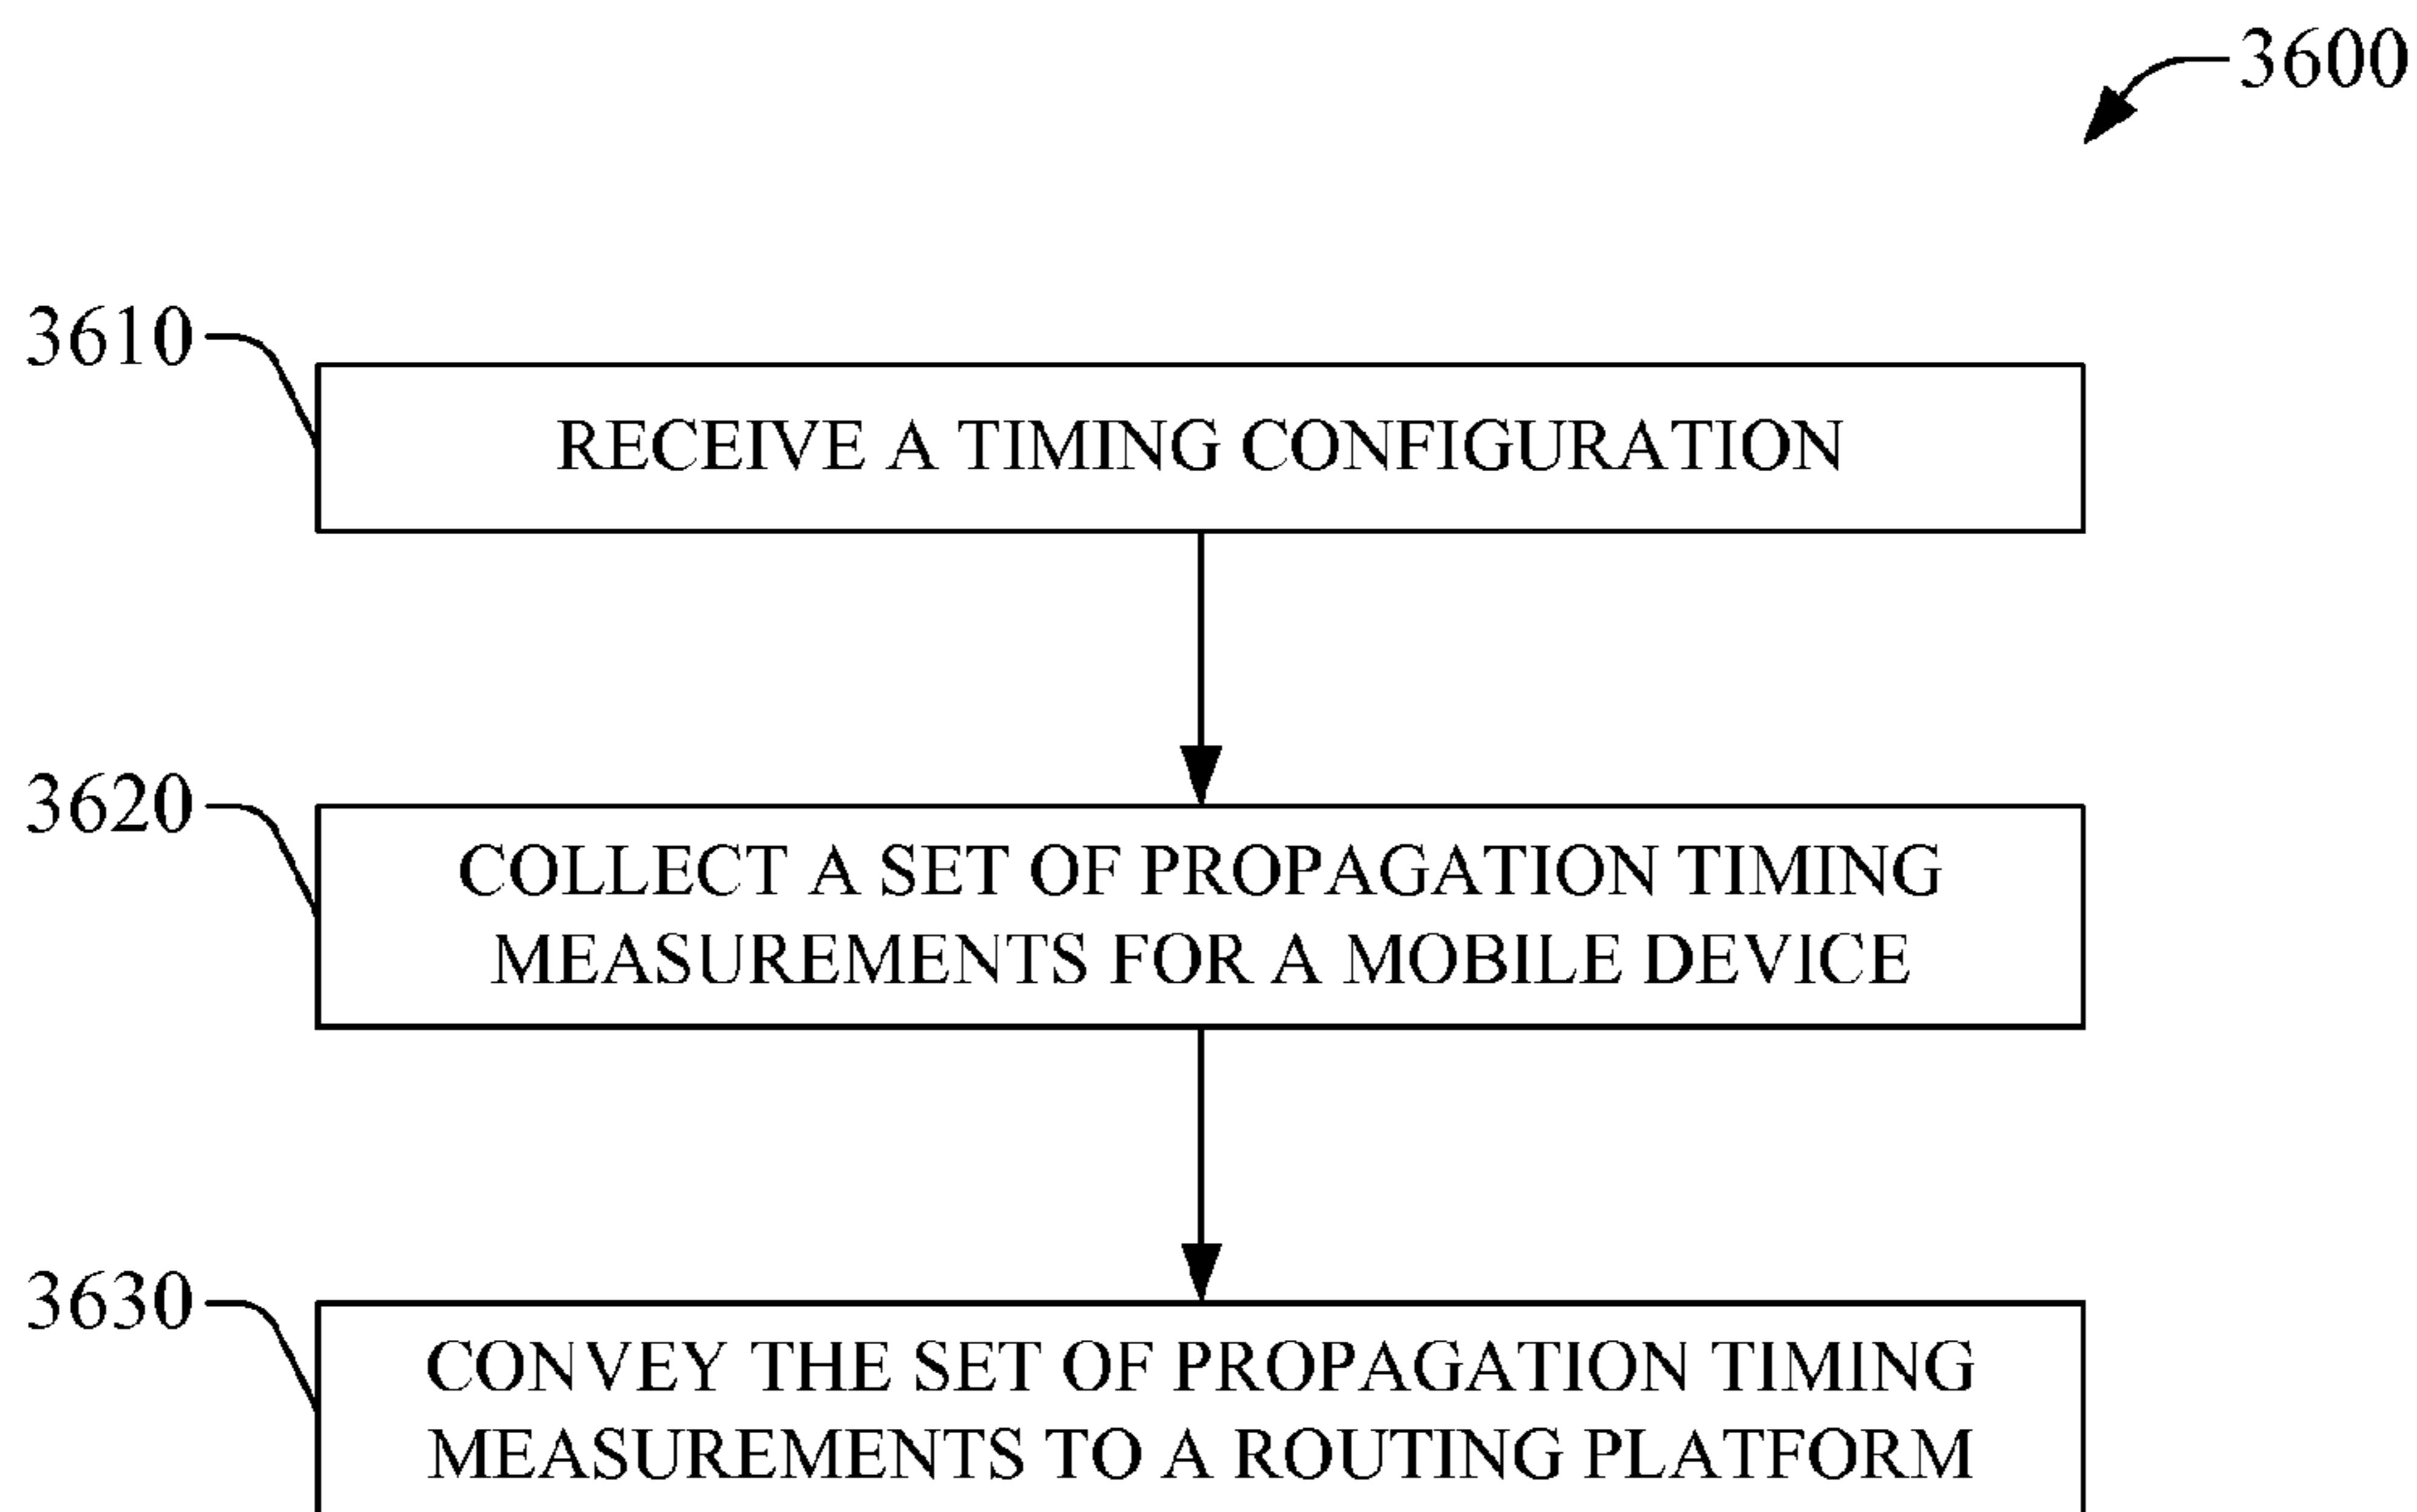 3600
3610
RECEIVE A TIMING CONFIGURATION
3620
COLLECT A SET OF PROPAGATION TIMING
MEASUREMENTS FOR A MOBILE DEVICE
3630
CONVEY THE SET OF PROPAGATION TIMING
MEASUREMENTS TO A ROUTING PLATFORM